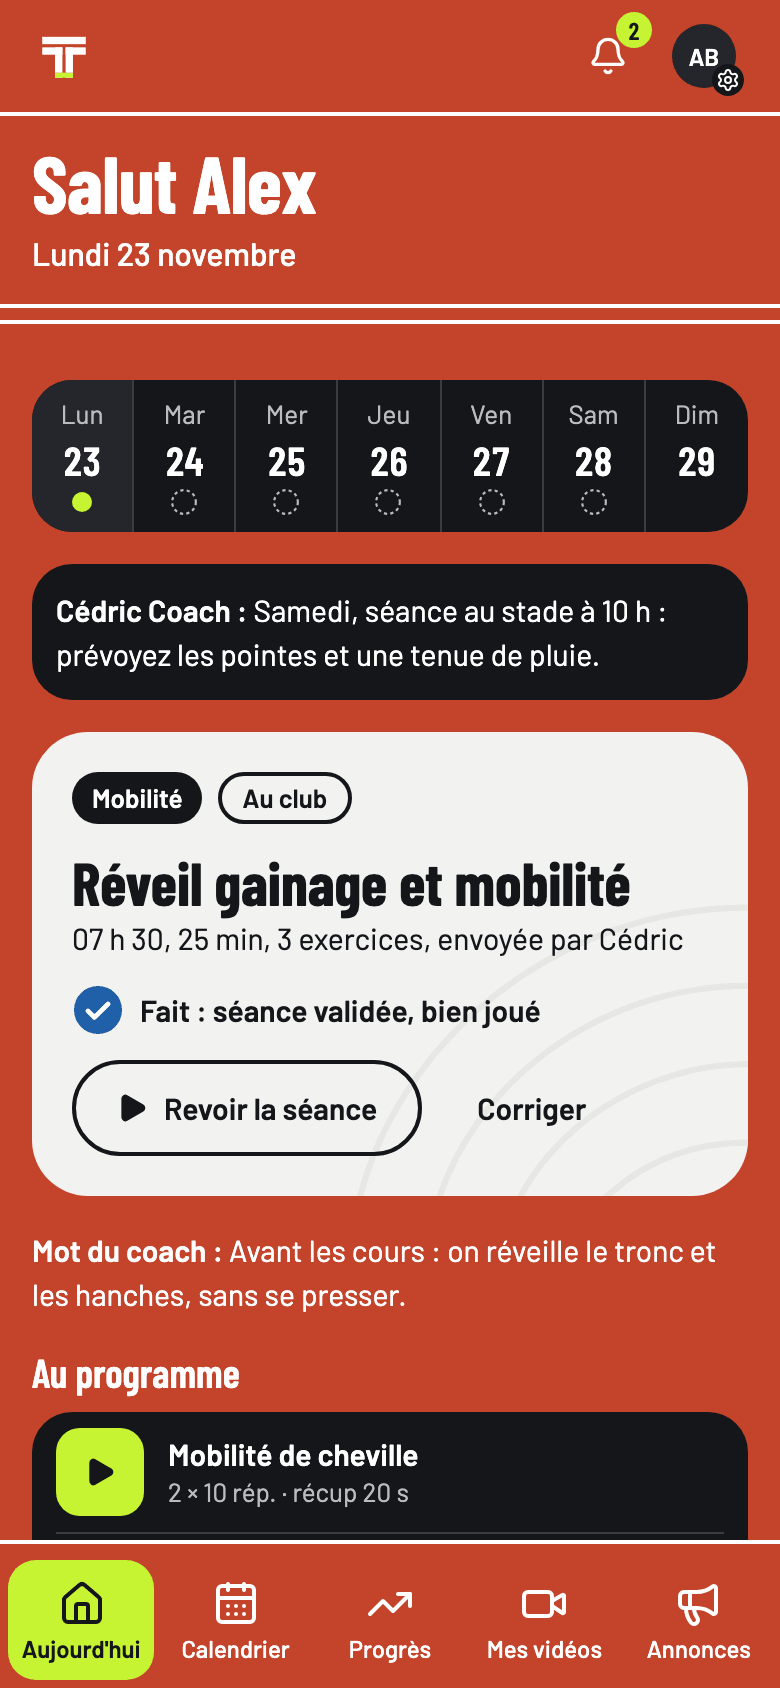 2
AB
Salut Alex
Lundi 23 novembre
Lun Mar Mer Jeu Ven Sam Dim
23 24 25 26 27 28 29
Cédric Coach : Samedi, séance au stade à 10 h :
prévoyez les pointes et une tenue de pluie.
Mobilité Au club
Réveil gainage et mobilité
07 h 30, 25 min, 3 exercices, envoyée par Cédric
Fait : séance validée, bien joué
Revoir la séance Corriger
Mot du coach : Avant les cours : on réveille le tronc et
les hanches, sans se presser.
Au programme
Mobilité de cheville
2 × 10 rép. · récup 20 s
Aujourd'hui Calendrier Progrès Mes vidéos Annonces